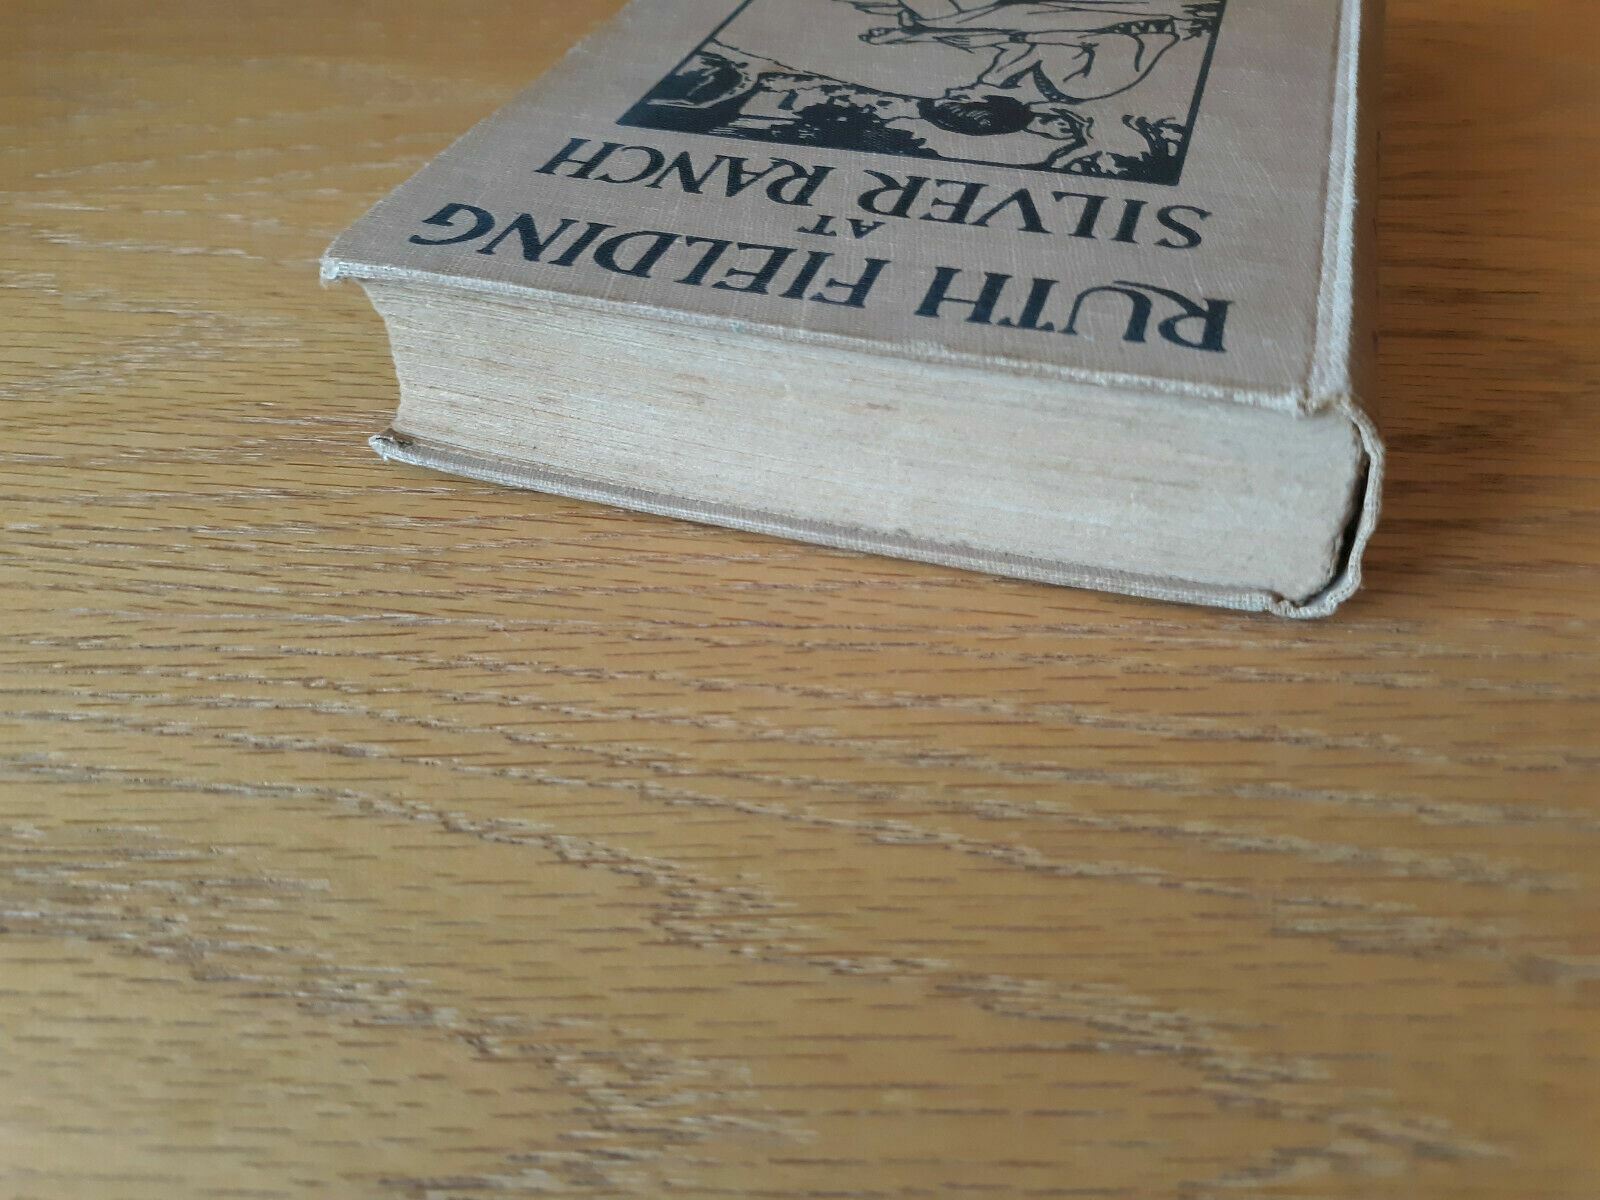 RUTH FIELDING
AT
SILVER RANCH